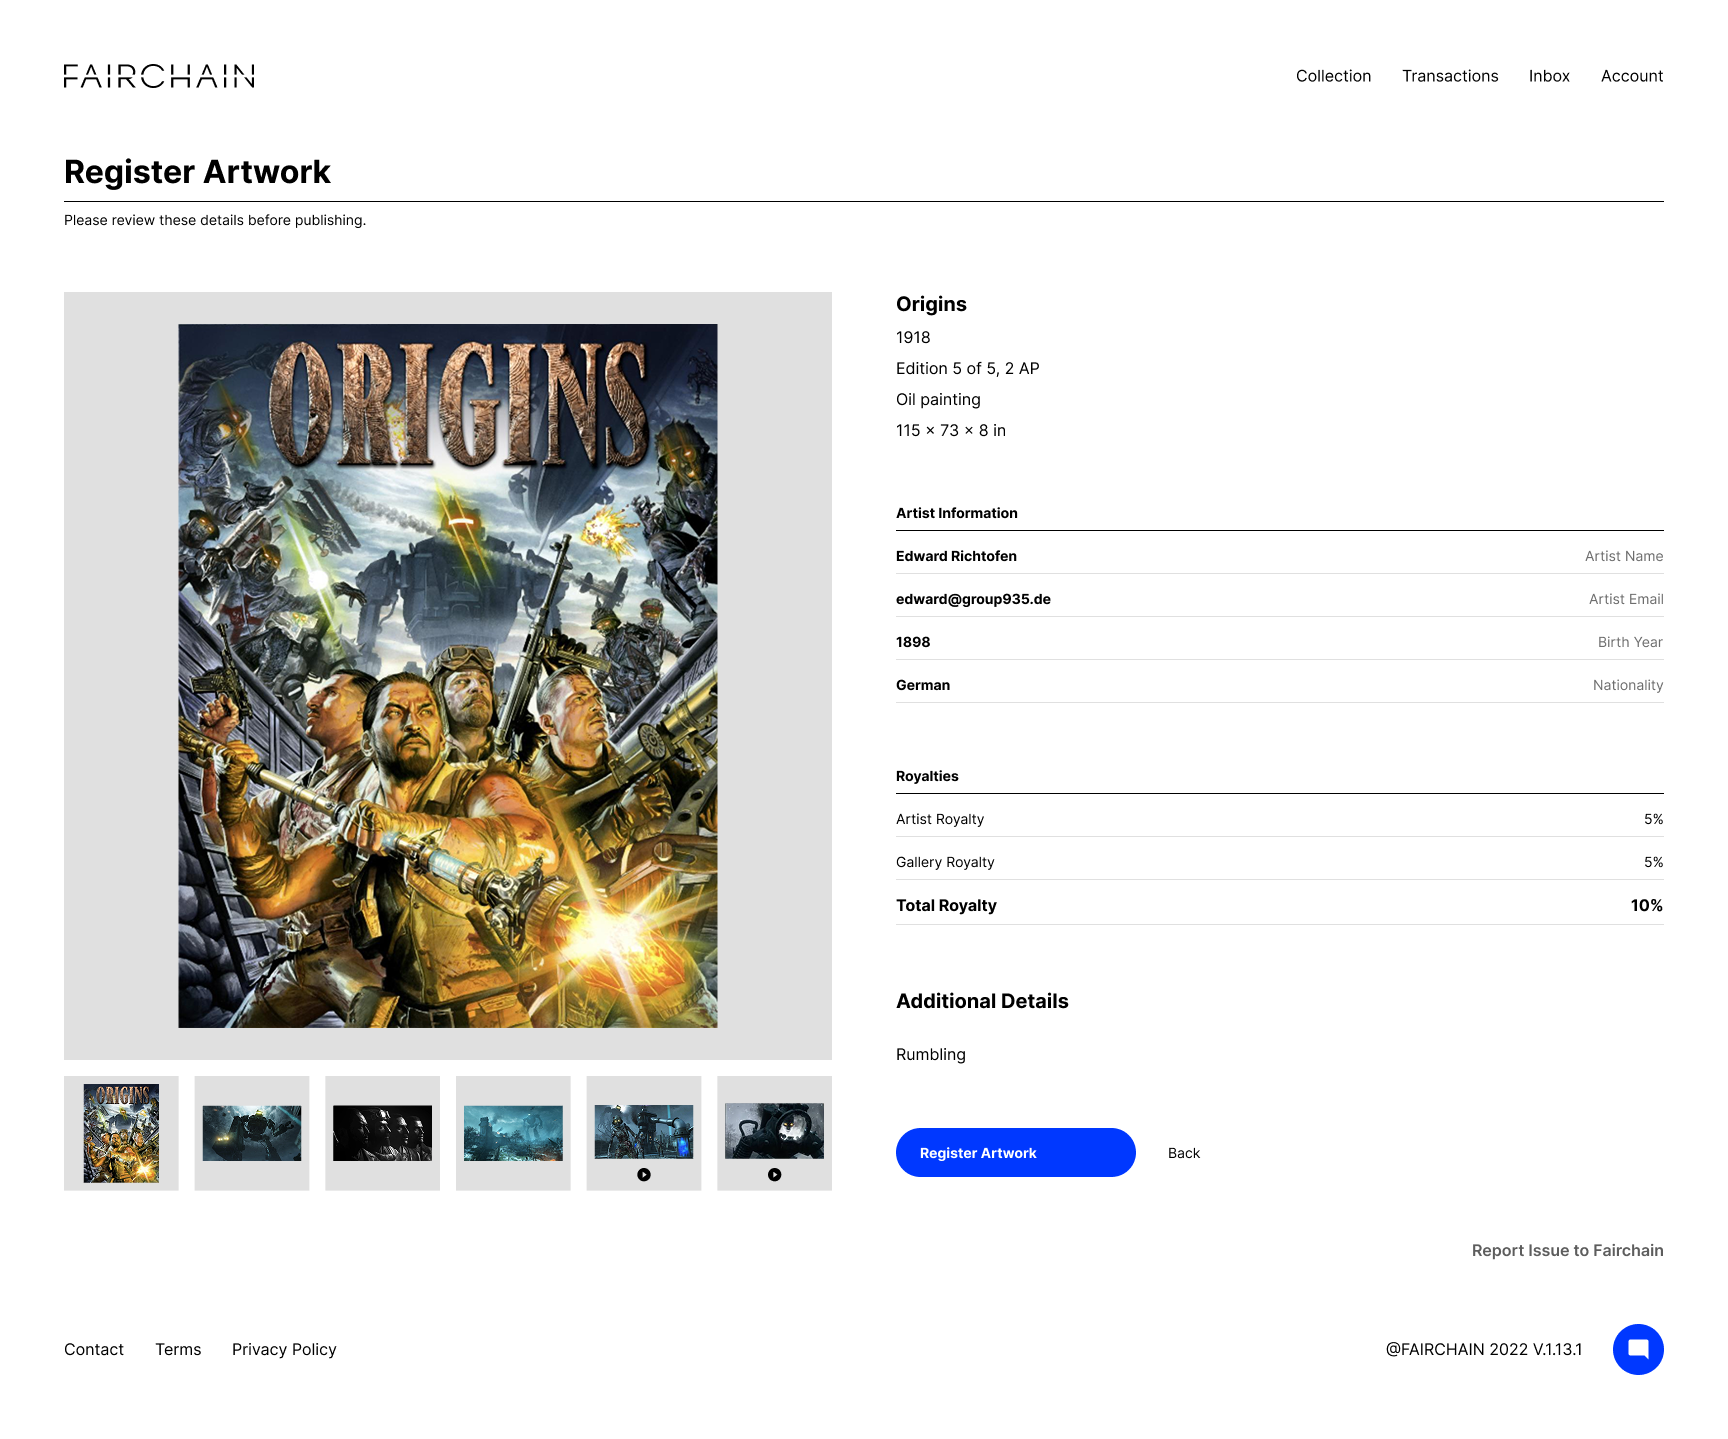 FAIRCHAIN
Collection Transactions Inbox Account
Register Artwork
Please review these details before publishing.
ORIGINS
Origins
1918
Edition 5 of 5, 2 AP
Oil painting
115 × 73 × 8 in
Artist Information
Edward Richtofen Artist Name
edward@group935.de Artist Email
1898 Birth Year
German Nationality
Royalties
Artist Royalty 5%
Gallery Royalty 5%
Total Royalty 10%
Additional Details
Rumbling
ORIGINS
Register Artwork Back
Report Issue to Fairchain
Contact Terms Privacy Policy
@FAIRCHAIN 2022 V.1.13.1